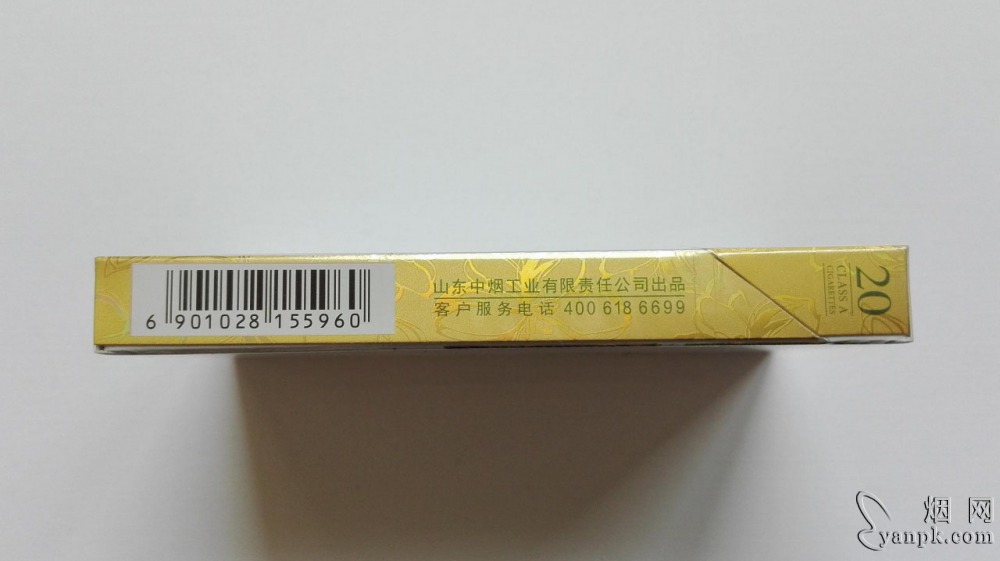 6 901028 155960
山东中烟工业有限责任公司出品
客户服务电话 400 618 6699
20
CLASS A
CIGARETTES
烟网
yanpk.com